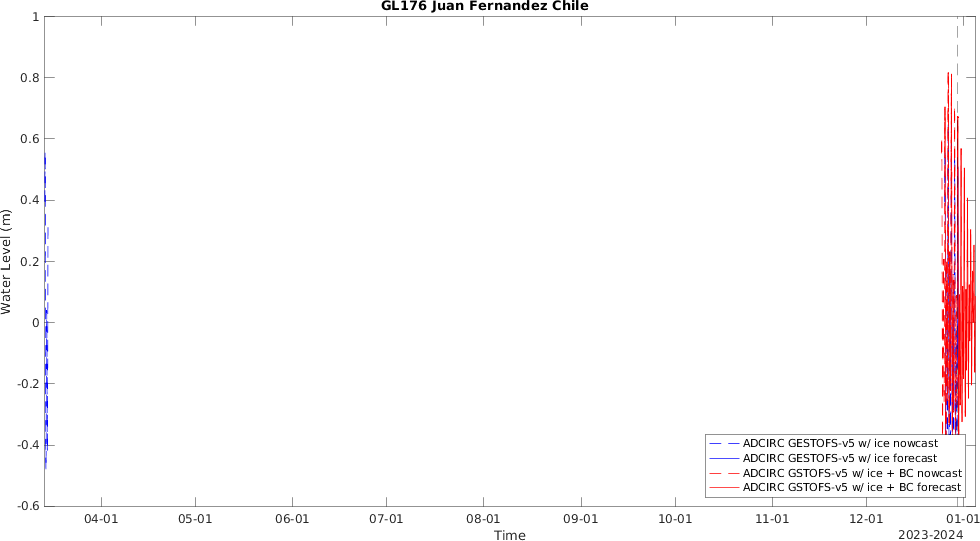 GL176 Juan Fernandez Chile
1
0.8
0.6
0.4
0.2
0
-0.2
-0.4
-0.6
Water Level (m)
ADCIRC GESTOFS-v5 w/ ice nowcast
ADCIRC GESTOFS-v5 w/ ice forecast
ADCIRC GSTOFS-v5 w/ ice + BC nowcast
ADCIRC GSTOFS-v5 w/ ice + BC forecast
04-01 05-01 06-01 07-01 08-01 09-01 10-01 11-01 12-01 01-01
Time
2023-2024